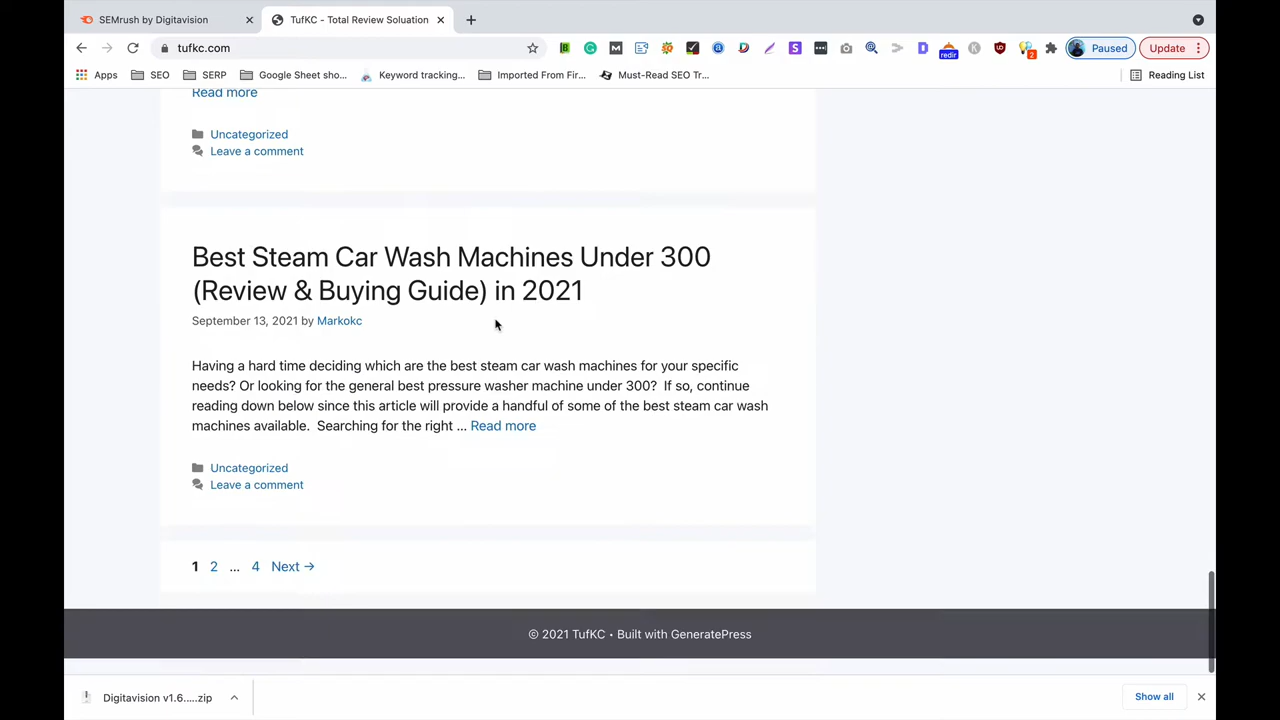 SEMrush by Digitavision
TufKC - Total Review Soluation
tufkc.com
redir
2
Paused
Update
Apps
SEO
SERP
Google Sheet sho...
Keyword tracking,...
Imported From Fir...
Must-Read SEO Tr...
Reading List
Read more
Uncategorized
Leave a comment
Best Steam Car Wash Machines Under 300
(Review & Buying Guide) in 2021
September 13, 2021 by Markokc
Having a hard time deciding which are the best steam car wash machines for your specific
needs? Or looking for the general best pressure washer machine under 300?  If so, continue
reading down below since this article will provide a handful of some of the best steam car wash
machines available.  Searching for the right ... Read more
Uncategorized
Leave a comment
1 2 ... 4 Next →
© 2021 TufKC • Built with GeneratePress
Digitavision v1.6.....zip
Show all